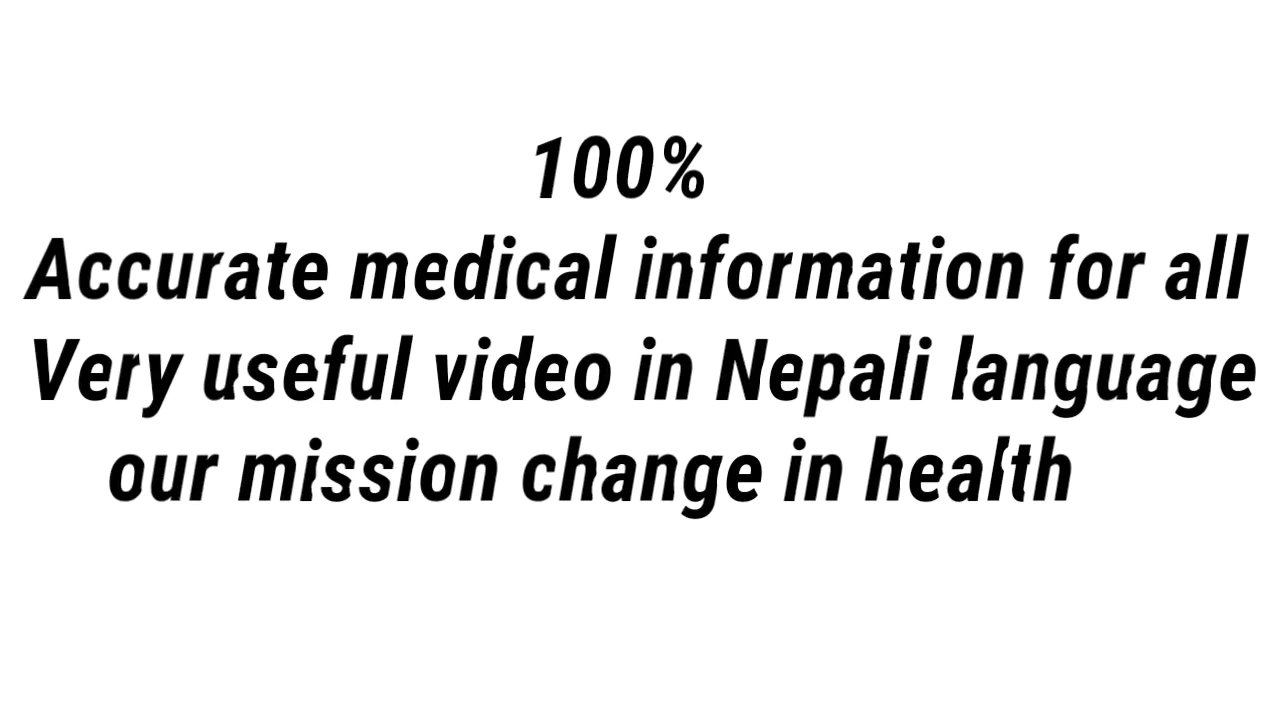 100%
Accurate medical information for all
Very useful video in Nepali language
our mission change in health